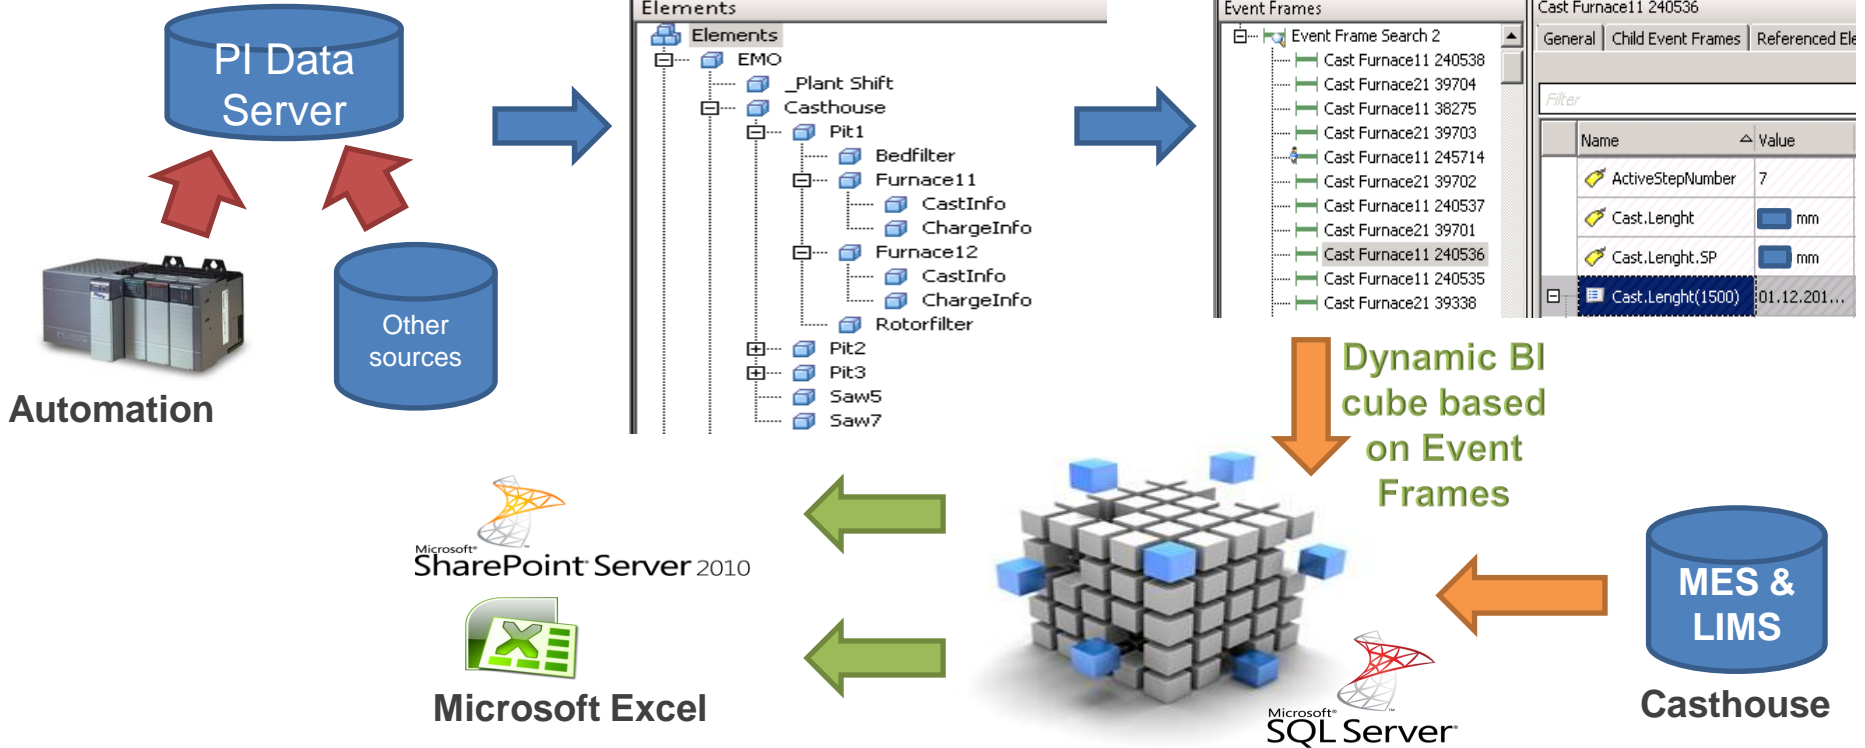 PI Data
Server
Automation
Other
sources
Elements
Elements
EMO
_Plant Shift
Casthouse
Pit1
Bedfilter
Furnace11
CastInfo
ChargeInfo
Furnace12
CastInfo
ChargeInfo
Rotorfilter
Pit2
Pit3
Saw5
Saw7
Event Frames
Event Frame Search 2
Cast Furnace11 240538
Cast Furnace21 39704
Cast Furnace11 38275
Cast Furnace21 39703
Cast Furnace11 245714
Cast Furnace21 39702
Cast Furnace11 240537
Cast Furnace21 39701
Cast Furnace11 240536
Cast Furnace11 240535
Cast Furnace21 39338
Cast Furnace11 240536
General Child Event Frames Referenced Ele
Filter
Name Value
ActiveStepNumber 7
Cast.Lenght mm
Cast.Lenght.SP mm
Cast.Lenght(1500) 01.12.201...
Dynamic BI
cube based
on Event
Frames
Microsoft®
SharePoint® Server 2010
Microsoft Excel
Microsoft®
SQL Server®
MES &
LIMS
Casthouse